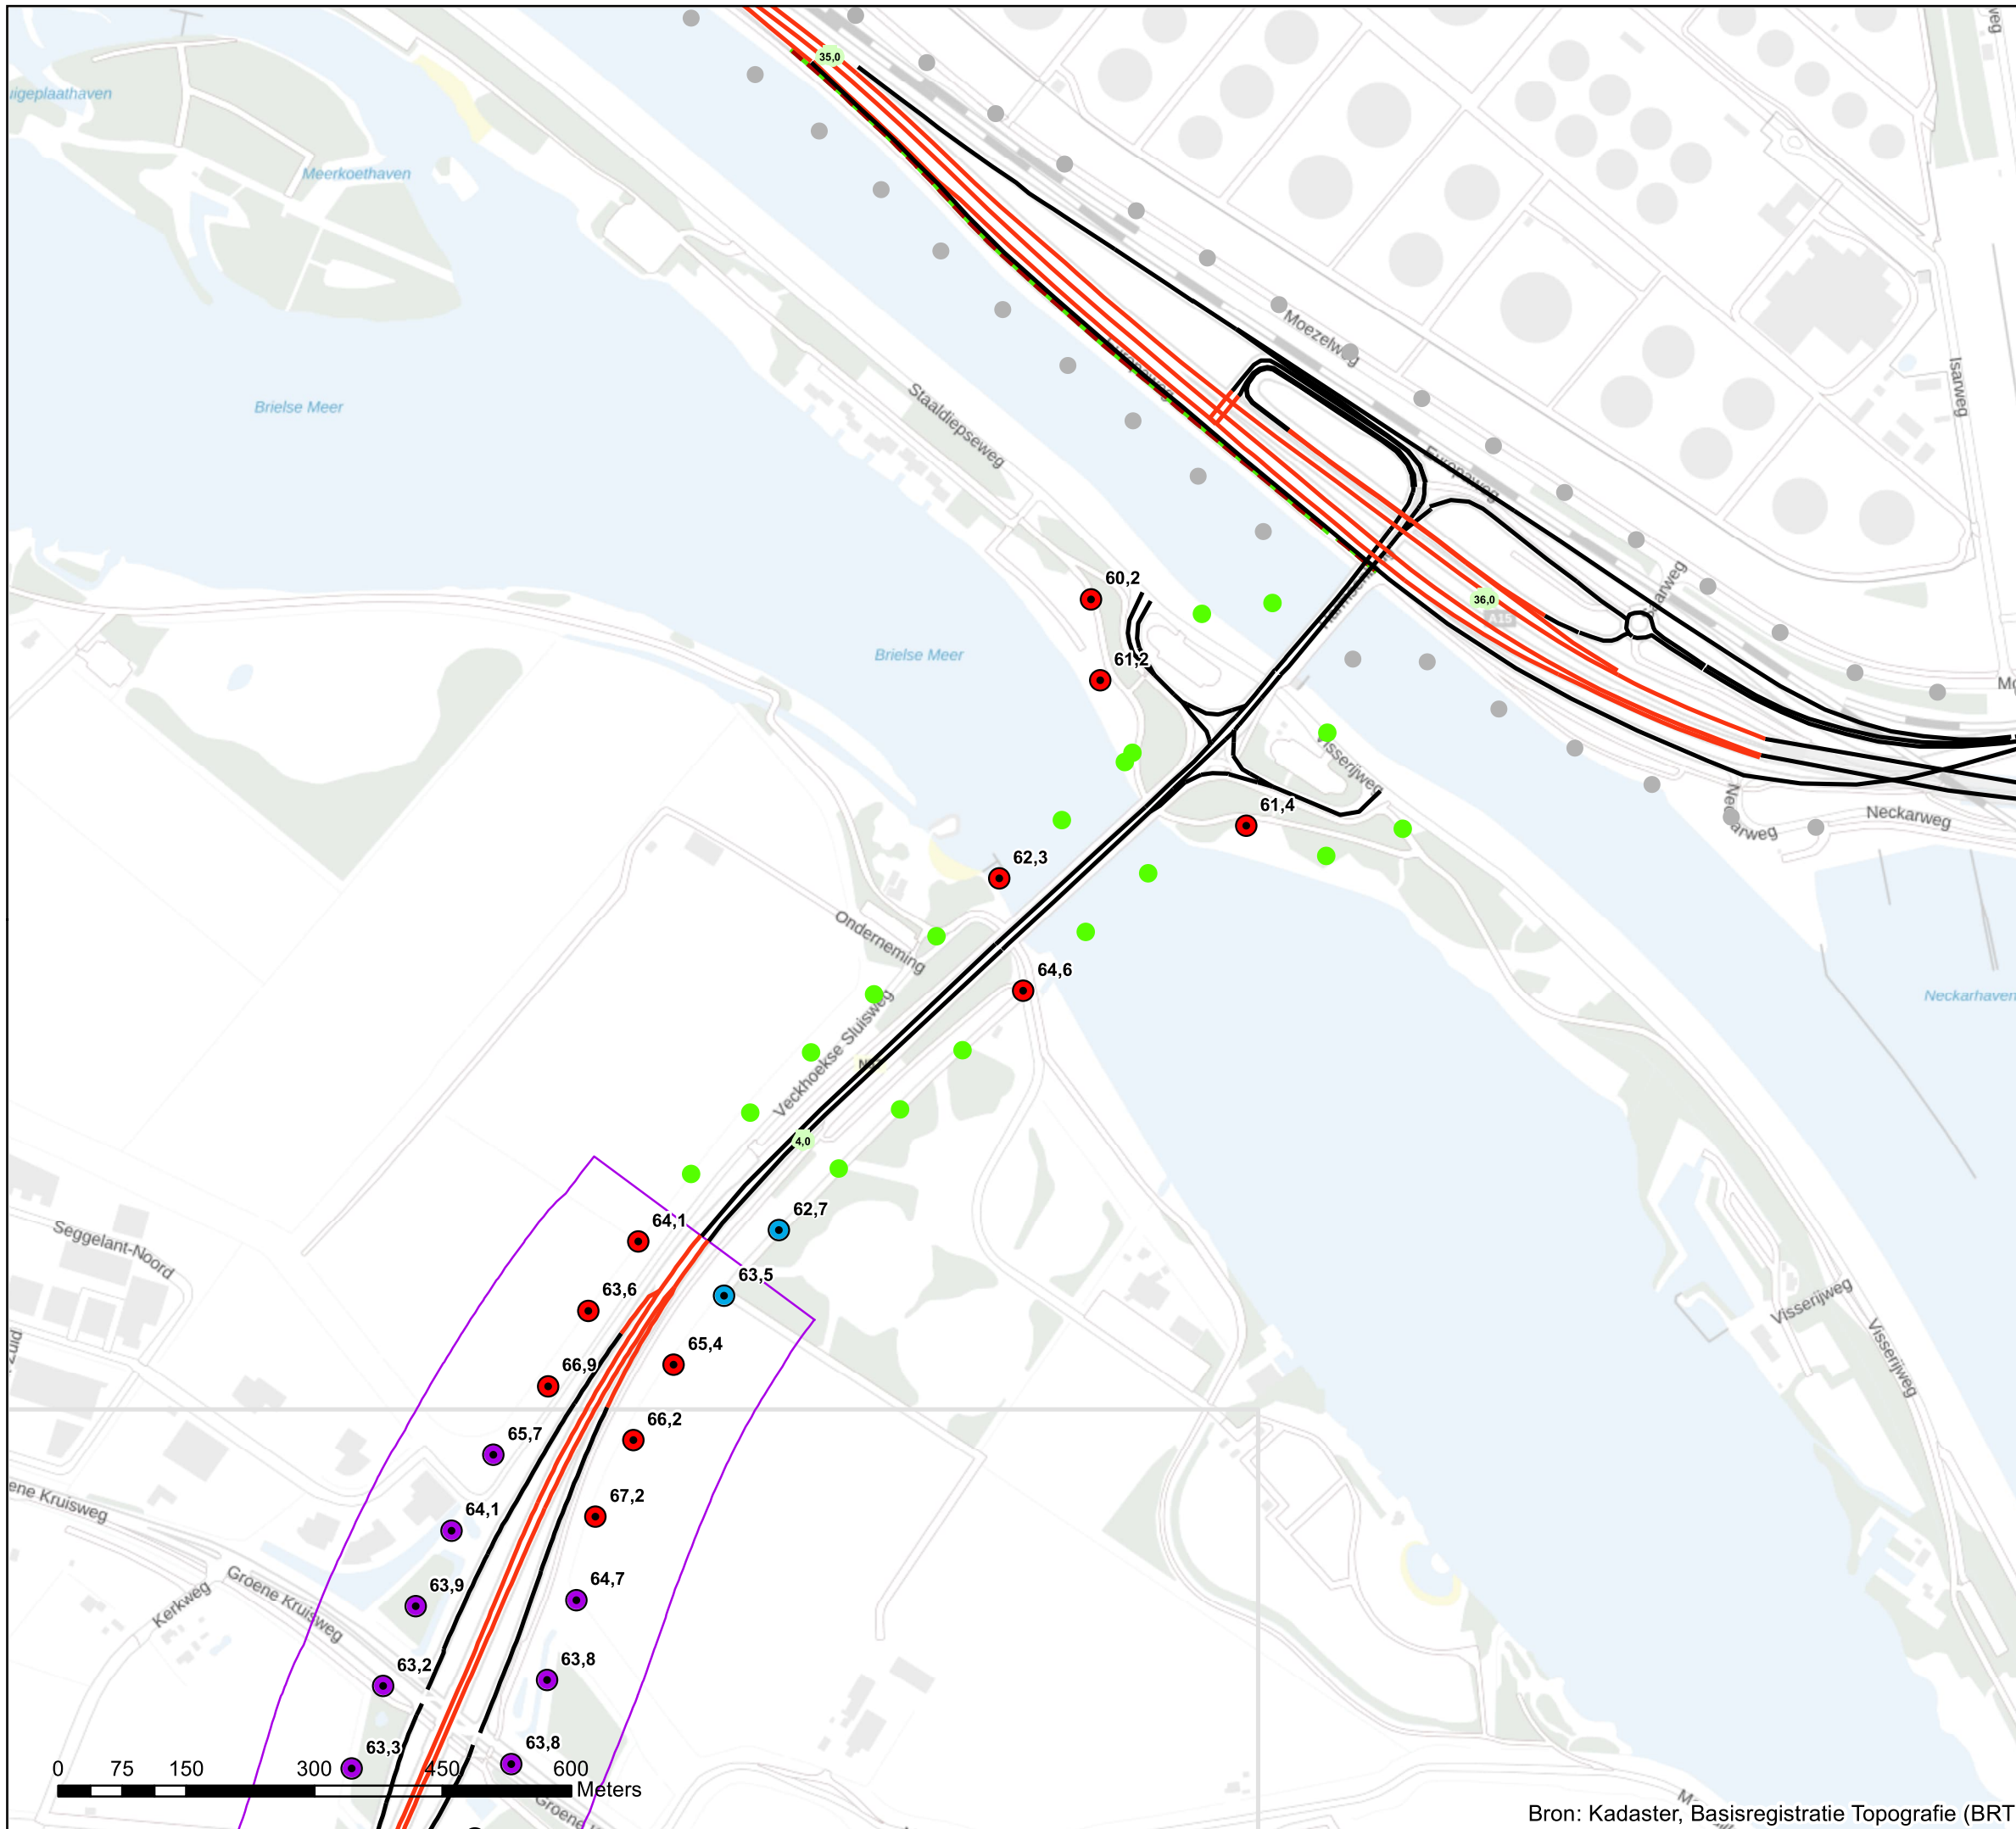 35,0
uigeplaathaven
Meerkoethaven
Moezelweg
Isarweg
Brielse Meer
Staaldiepseweg
Europaweg
60,2
36,0
A15
61,2
Brielse Meer
Visserijweg
61,4
Neckarweg
62,3
Onderneming
64,6
Neckarhaven
Veckhoekse Sluisweg
4,0
62,7
64,1
Seggelant-Noord
63,5
63,6
Visserijweg
65,4
Visserijweg
66,9
66,2
65,7
67,2
ene Kruisweg
64,1
64,7
63,9
Groene Kruisweg
Kerkweg
63,8
63,2
63,3
63,8
0 75 150 300 450 600
Meters
Bron: Kadaster, Basisregistratie Topografie (BRT